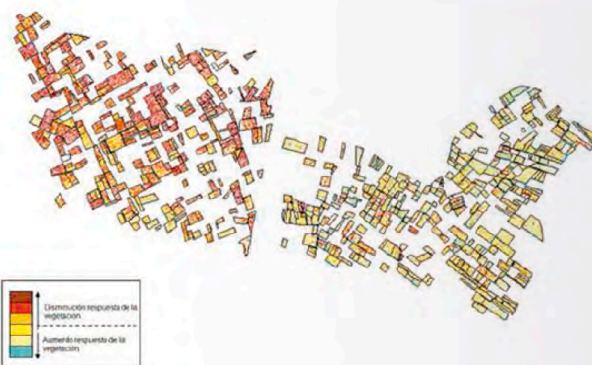 Disminución respuesta de la
vegetación
Aumento respuesta de la
vegetación